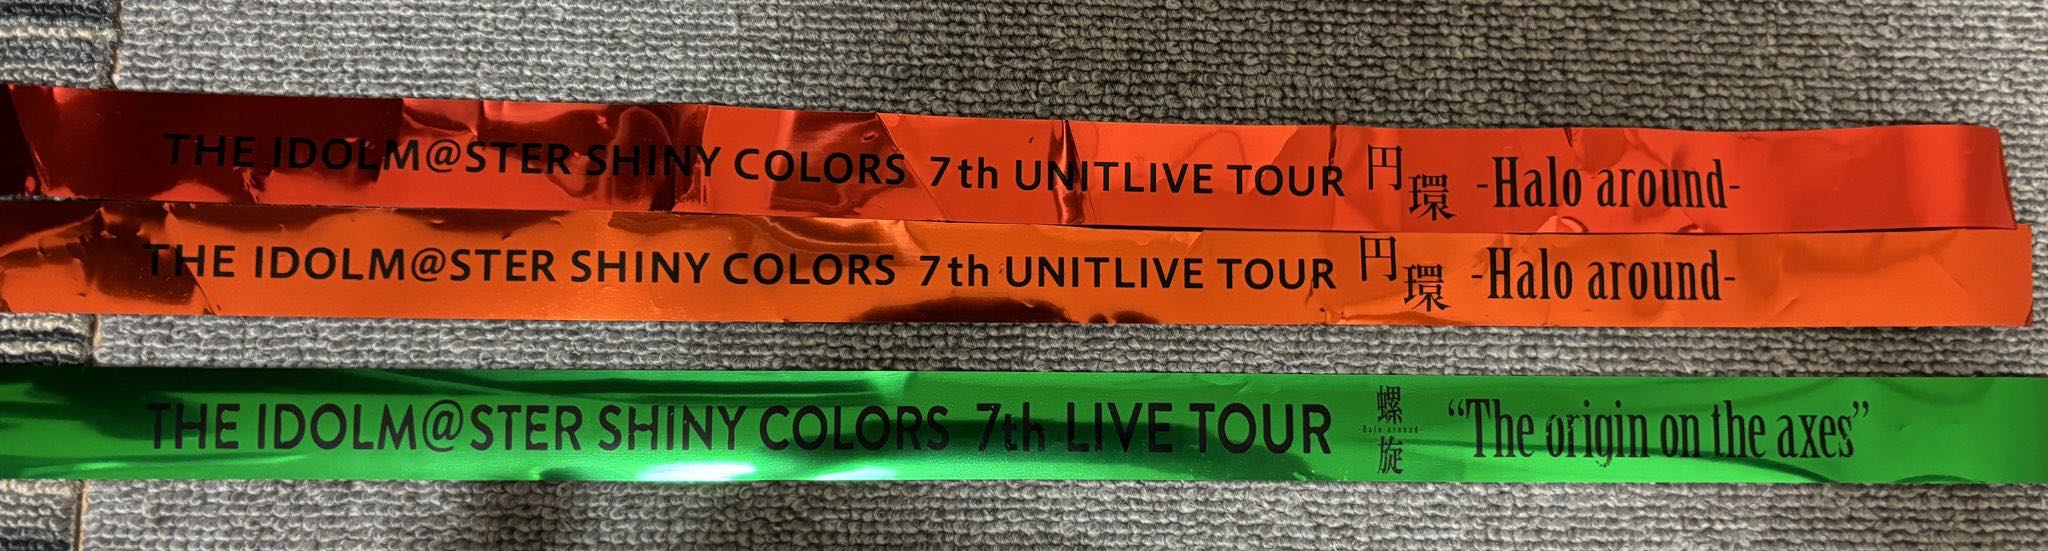 THE IDOLM@STER SHINY COLORS 7th UNITLIVE TOUR 円環 -Halo around-
THE IDOLM@STER SHINY COLORS 7th UNITLIVE TOUR 円環 -Halo around-
THE IDOLM@STER SHINY COLORS 7th LIVE TOUR 螺旋 -Halo around- “The origin on the axes”